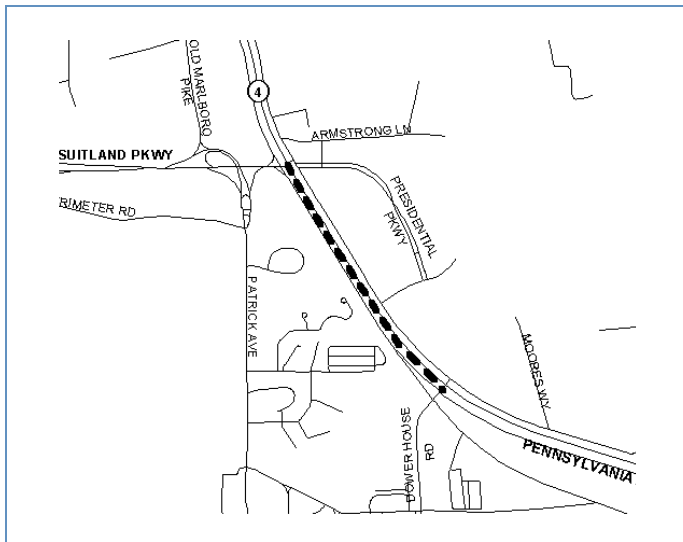 OLD MARLBORO
PIKE
4
ARMSTRONG LN
SUITLAND PKWY
PRESIDENTIAL
PKWY
RIMETER RD
PATRICK AVE
MOORES WY
DOWER HOUSE
RD
PENNSYLVANIA